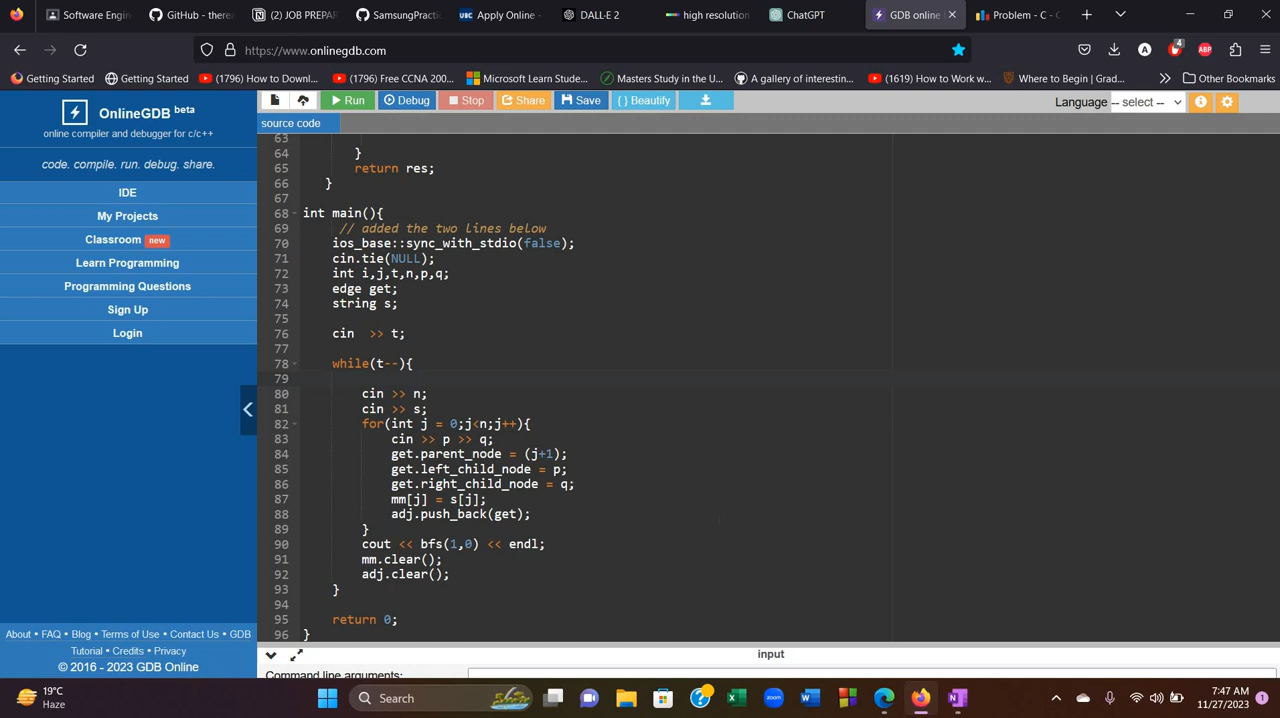 Software Engin
GitHub - therea
(2) JOB PREPAR
SamsungPractic
Apply Online -
DALL-E 2
high resolution
ChatGPT
GDB online
Problem - C - C
https://www.onlinegdb.com
4
A
ABP
Getting Started
Getting Started
(1796) How to Downl...
(1796) Free CCNA 200...
Microsoft Learn Stude...
Masters Study in the U...
A gallery of interestin...
(1619) How to Work w...
Where to Begin | Grad...
Other Bookmarks
OnlineGDB beta
online compiler and debugger for c/c++
code. compile. run. debug. share.
IDE
My Projects
Classroom new
Learn Programming
Programming Questions
Sign Up
Login
About • FAQ • Blog • Terms of Use • Contact Us • GDB
Tutorial • Credits • Privacy
© 2016 - 2023 GDB Online
Run
Debug
Stop
Share
Save
{ } Beautify
Language -- select --
source code
63
64 }
65 return res;
66 }
67
68 int main(){
69 // added the two lines below
70 ios_base::sync_with_stdio(false);
71 cin.tie(NULL);
72 int i,j,t,n,p,q;
73 edge get;
74 string s;
75
76 cin >> t;
77
78 while(t--){
79
80 cin >> n;
81 cin >> s;
82 for(int j = 0;j<n;j++){
83 cin >> p >> q;
84 get.parent_node = (j+1);
85 get.left_child_node = p;
86 get.right_child_node = q;
87 mm[j] = s[j];
88 adj.push_back(get);
89 }
90 cout << bfs(1,0) << endl;
91 mm.clear();
92 adj.clear();
93 }
94
95 return 0;
96 }
input
Command line arguments:
19°C
Haze
Search
7:47 AM
11/27/2023
1